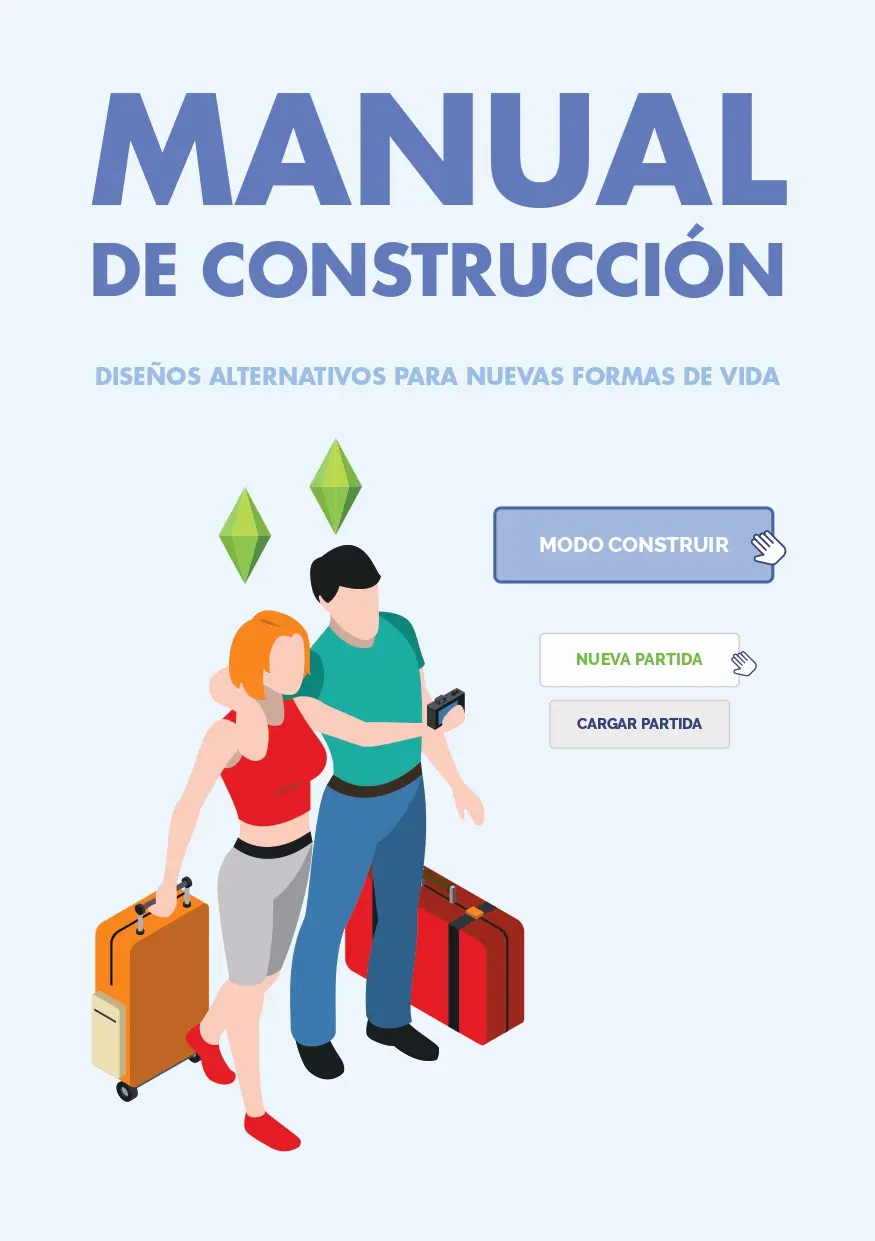 MANUAL
DE CONSTRUCCIÓN
DISEÑOS ALTERNATIVOS PARA NUEVAS FORMAS DE VIDA
MODO CONSTRUIR
NUEVA PARTIDA
CARGAR PARTIDA